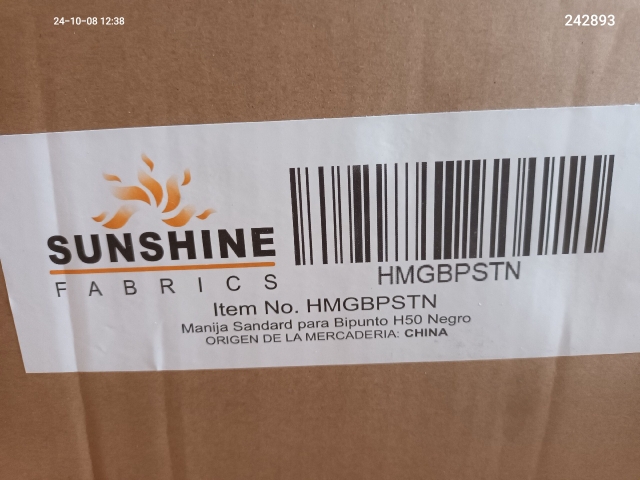 24-10-08 12:38
242893
SUNSHINE
FABRICS
HMGBPSTN
Item No. HMGBPSTN
Manija Sandard para Bipunto H50 Negro
ORIGEN DE LA MERCADERIA: CHINA